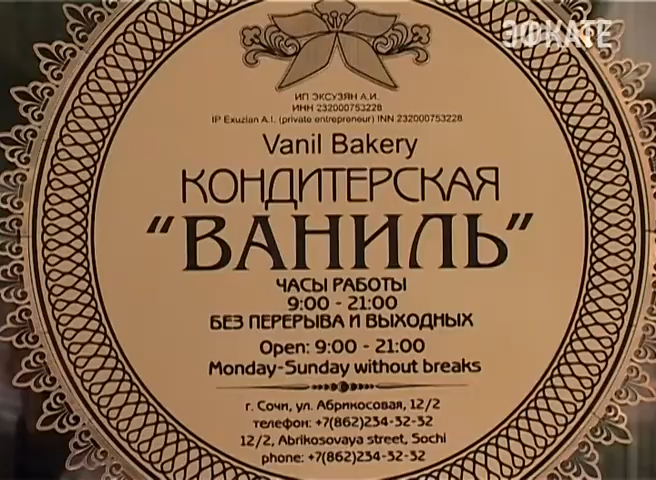 ЭФКАТЕ
ИП ЭКСУЗЯН А.И.
ИНН 232000753228
IP Exuzian A.I. (private entrepreneur) INN 232000753228
Vanil Bakery
КОНДИТЕРСКАЯ
"ВАНИЛЬ"
ЧАСЫ РАБОТЫ
9:00 - 21:00
БЕЗ ПЕРЕРЫВА И ВЫХОДНЫХ
Open: 9:00 - 21:00
Monday-Sunday without breaks
г. Сочи, ул. Абрикосовая, 12/2
телефон: +7(862)234-32-32
12/2, Abrikosovaya street, Sochi
phone: +7(862)234-32-32